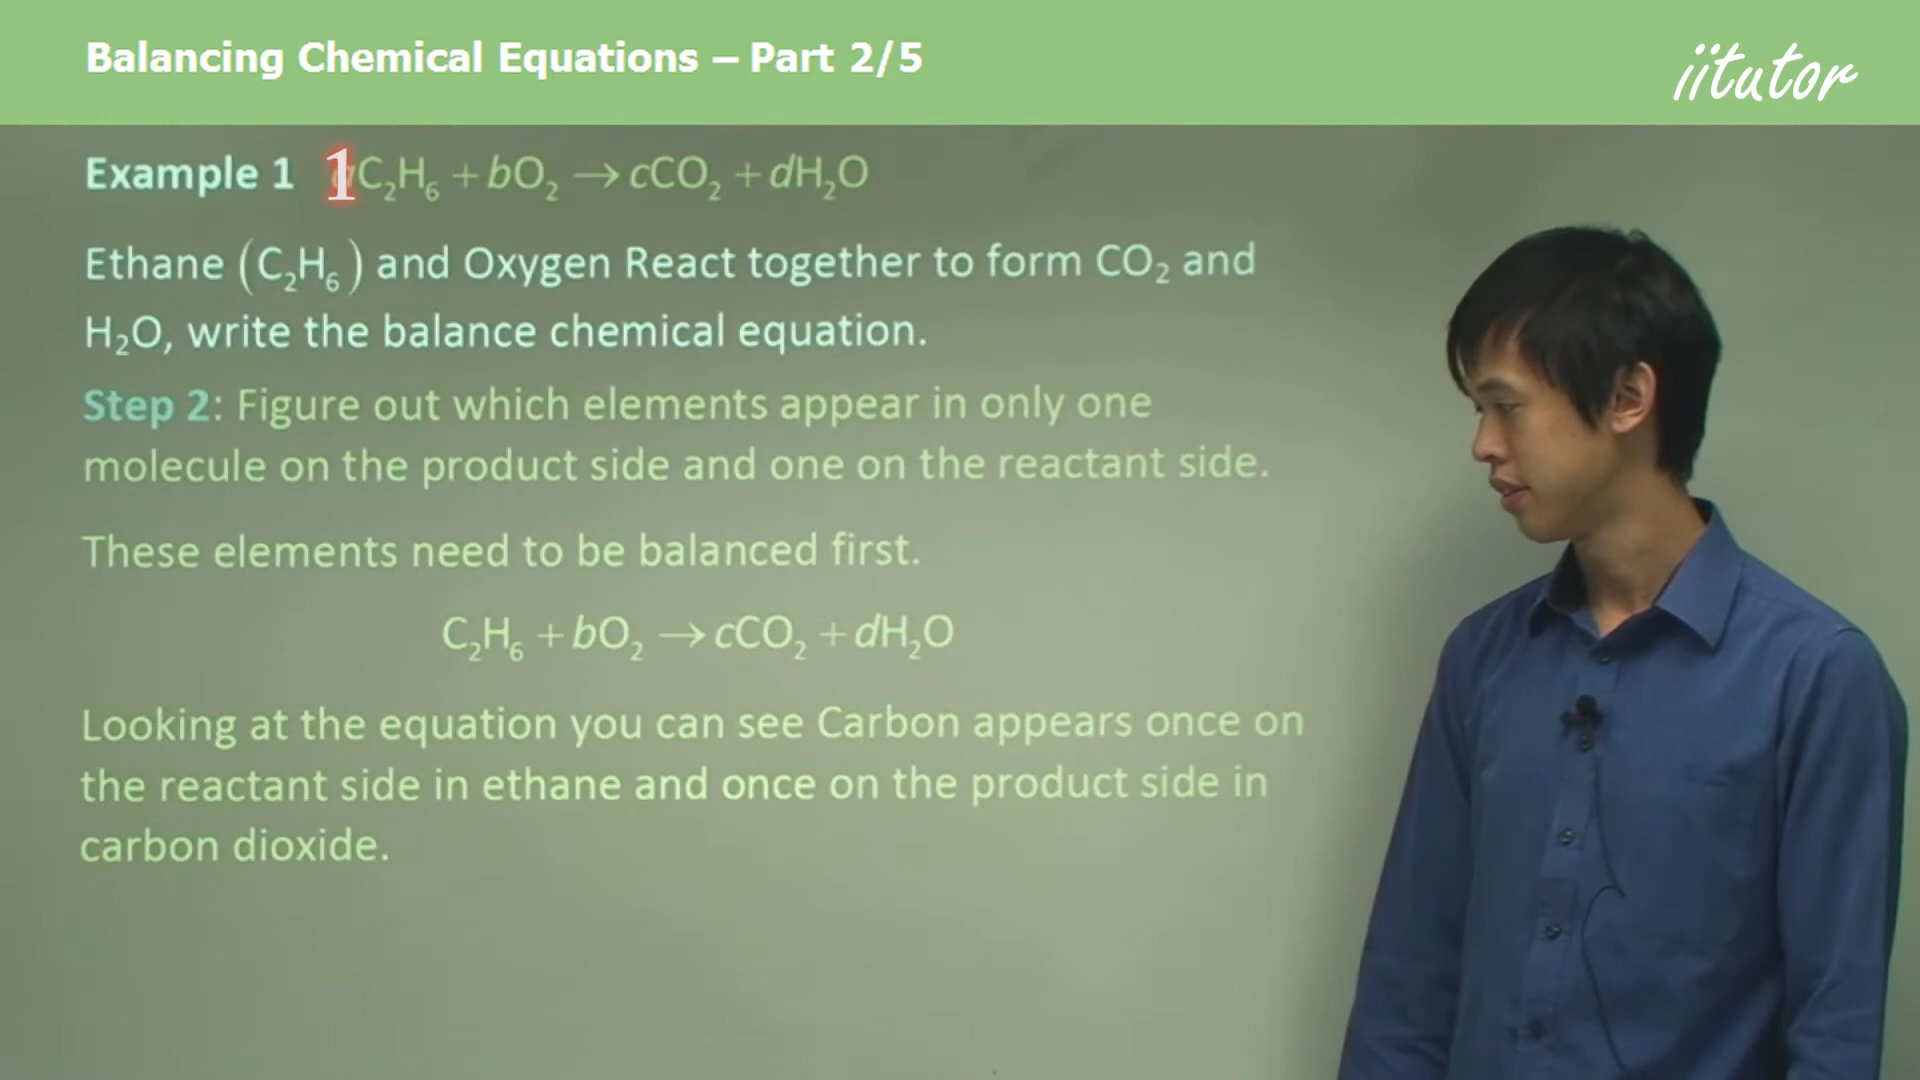 Balancing Chemical Equations – Part 2/5
iitutor
Example 1 1C₂H₆ + bO₂ → cCO₂ + dH₂O
Ethane (C₂H₆) and Oxygen React together to form CO₂ and
H₂O, write the balance chemical equation.
Step 2: Figure out which elements appear in only one
molecule on the product side and one on the reactant side.
These elements need to be balanced first.
C₂H₆ + bO₂ → cCO₂ + dH₂O
Looking at the equation you can see Carbon appears once on
the reactant side in ethane and once on the product side in
carbon dioxide.